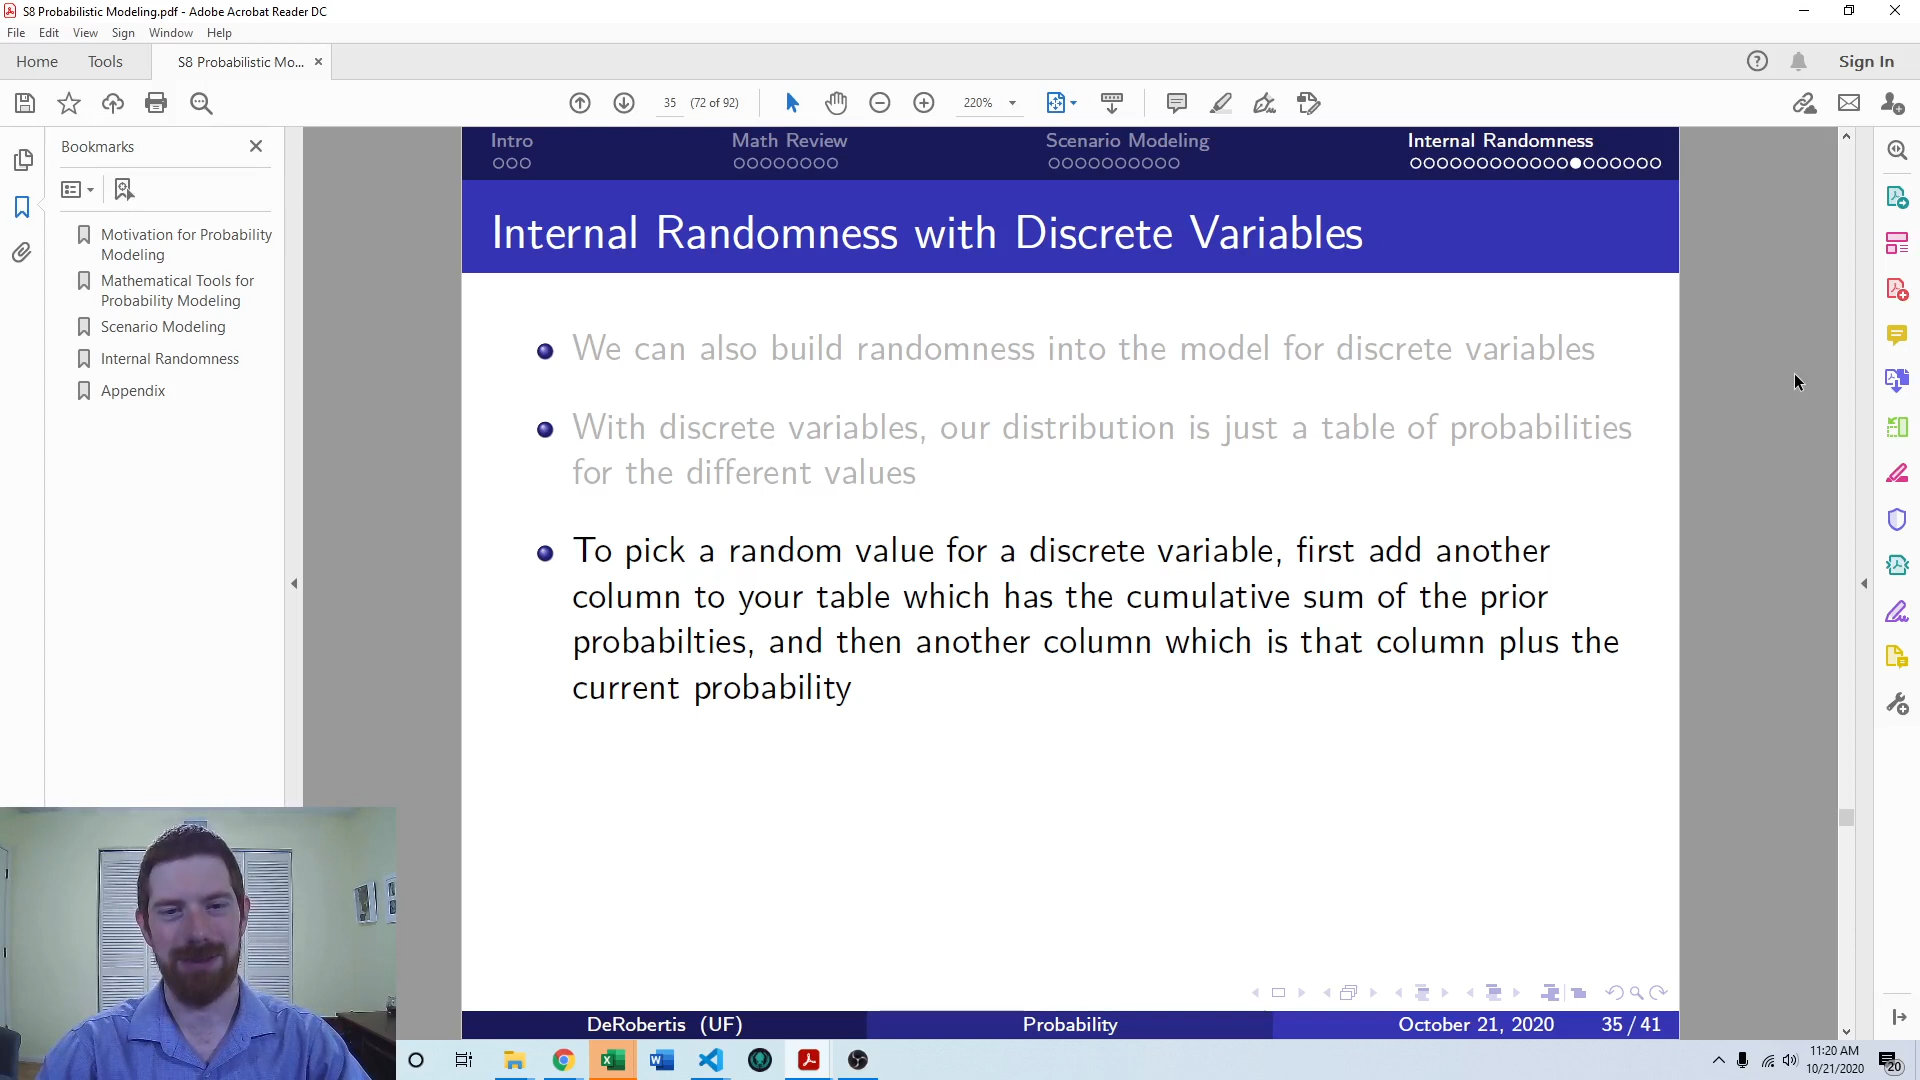 S8 Probabilistic Modeling.pdf - Adobe Acrobat Reader DC
File Edit View Sign Window Help
Home Tools S8 Probabilistic Mo... Sign In
35 (72 of 92) 220%
Bookmarks
Motivation for Probability
Modeling
Mathematical Tools for
Probability Modeling
Scenario Modeling
Internal Randomness
Appendix
Intro Math Review Scenario Modeling Internal Randomness
Internal Randomness with Discrete Variables
We can also build randomness into the model for discrete variables
With discrete variables, our distribution is just a table of probabilities
for the different values
To pick a random value for a discrete variable, first add another
column to your table which has the cumulative sum of the prior
probabilties, and then another column which is that column plus the
current probability
DeRobertis (UF) Probability October 21, 2020 35 / 41
11:20 AM
10/21/2020
20